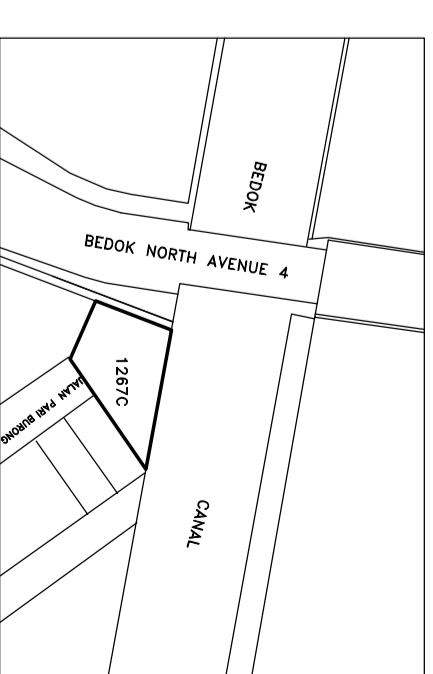 BEDOK
BEDOK NORTH AVENUE 4
1267C
JALAN PARI BURONG
CANAL